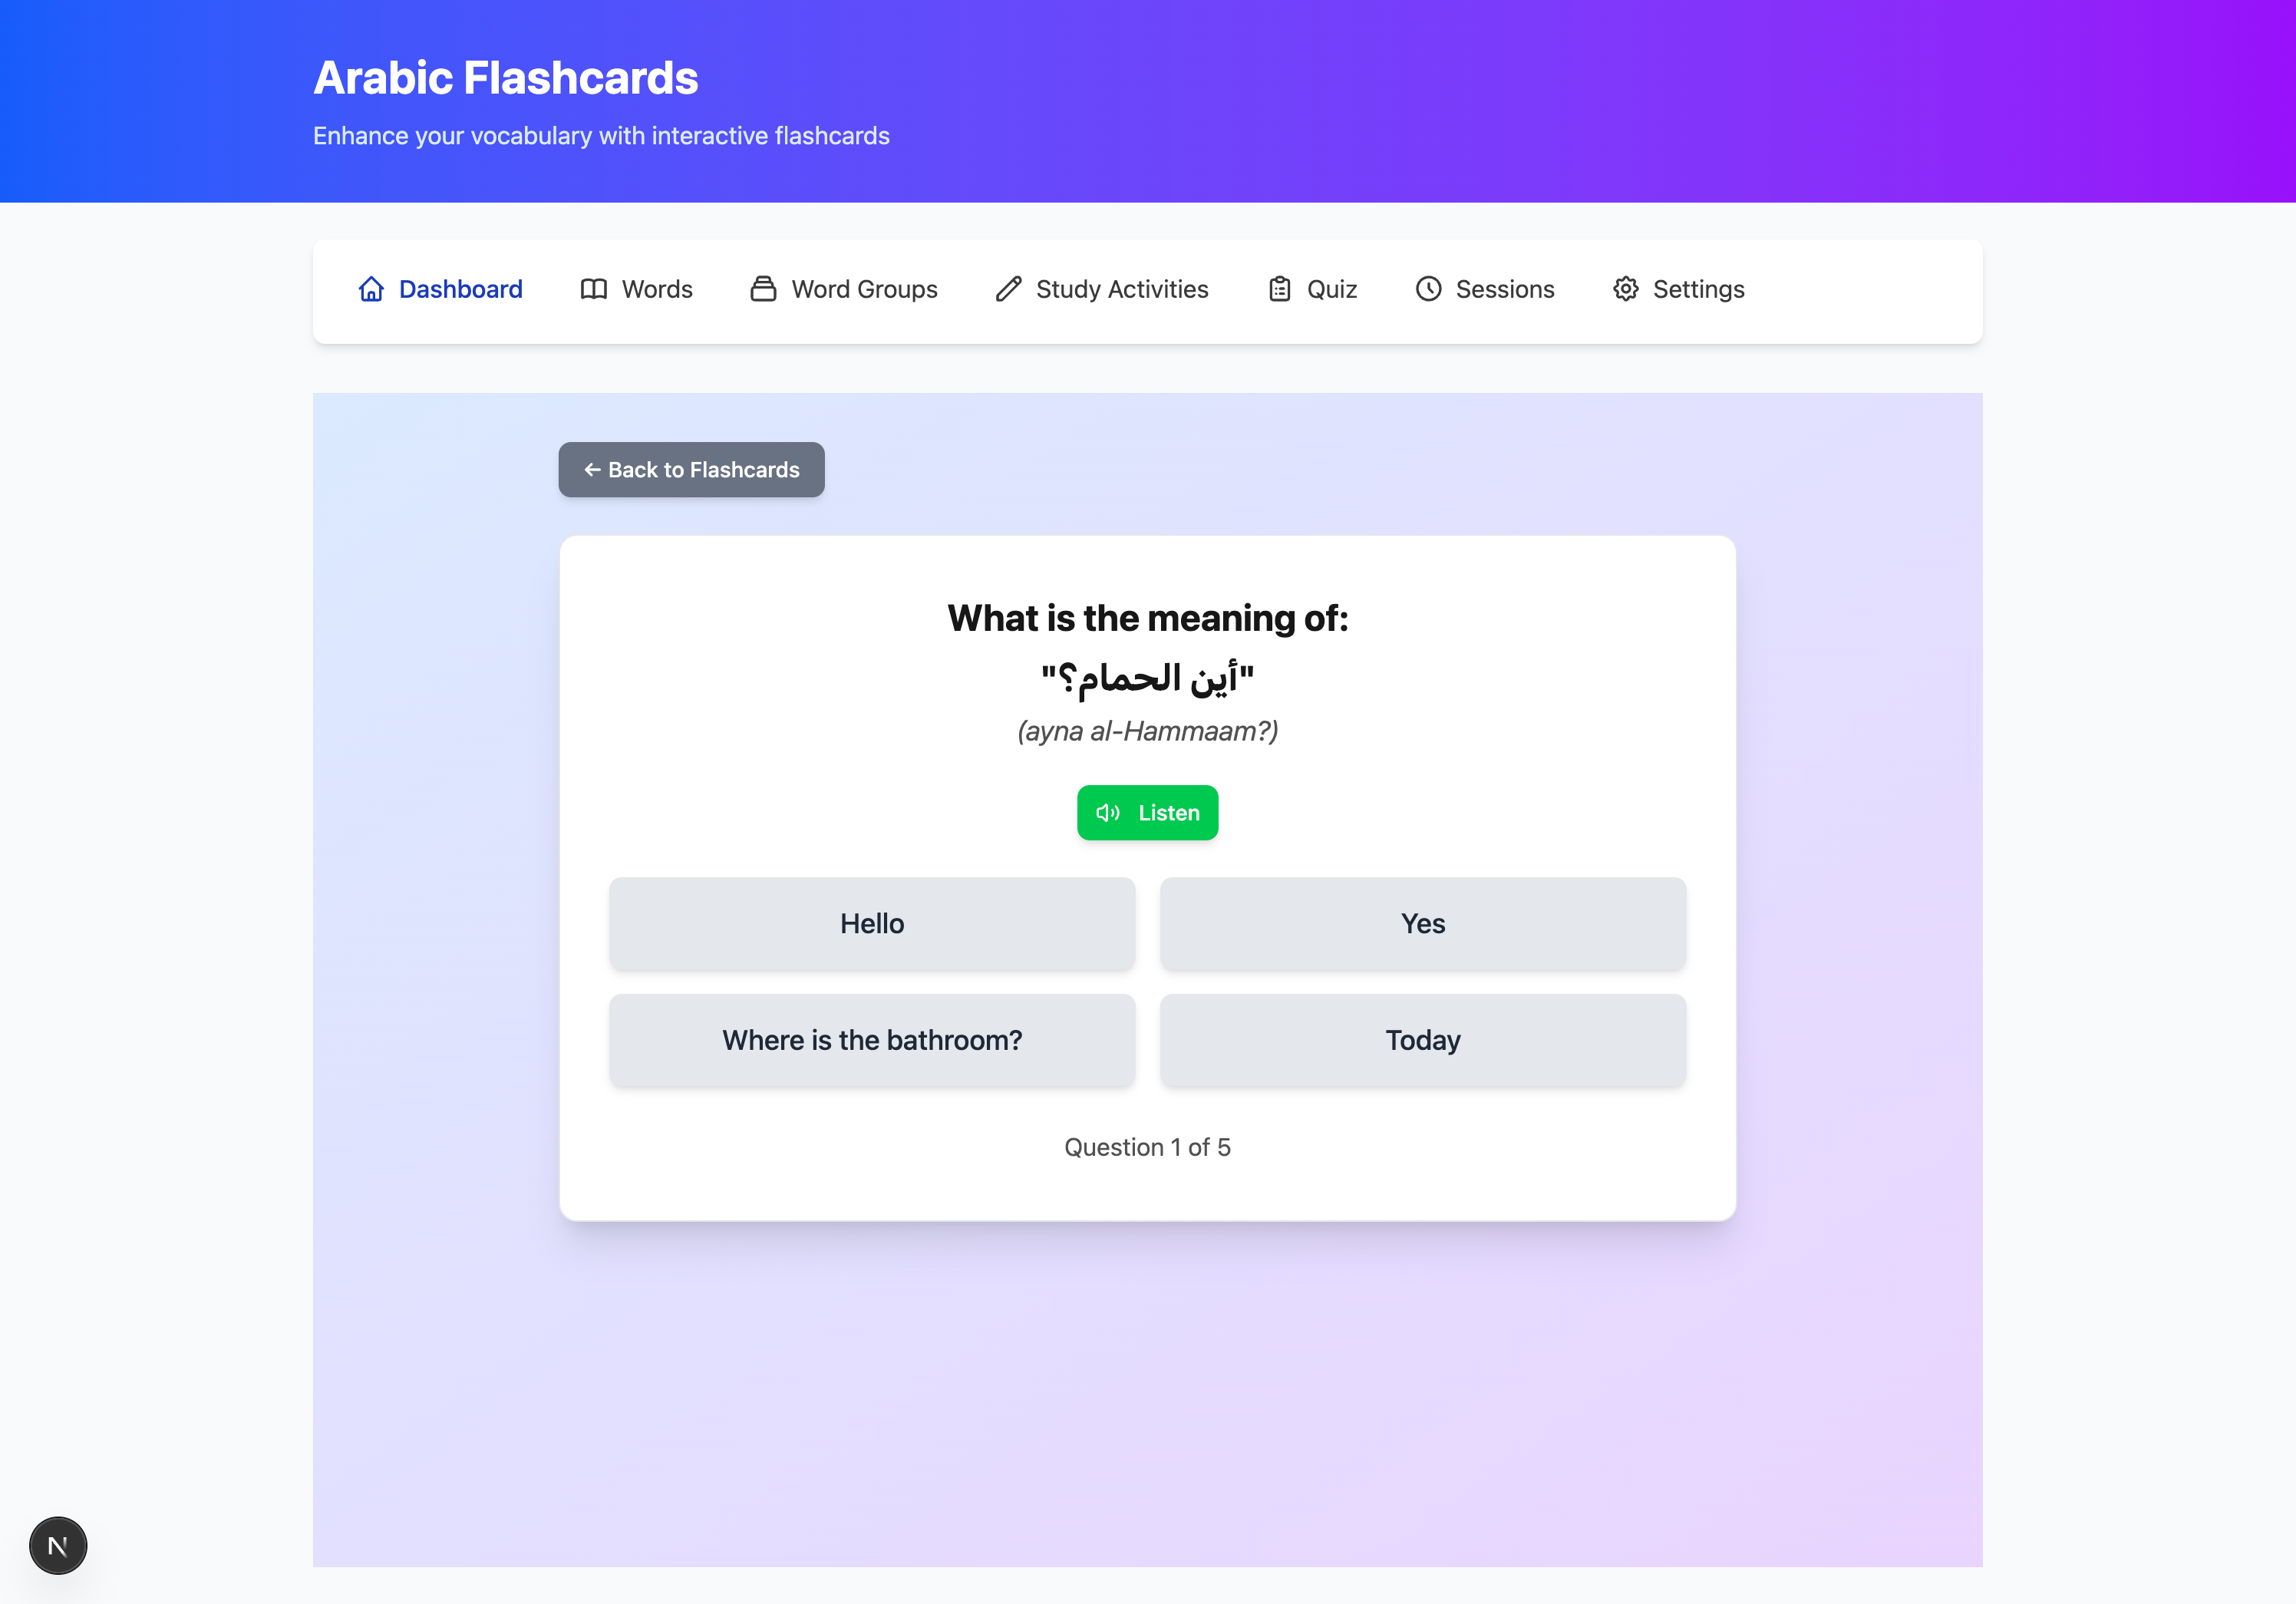 Arabic Flashcards
Enhance your vocabulary with interactive flashcards
Dashboard
Words
Word Groups
Study Activities
Quiz
Sessions
Settings
← Back to Flashcards
What is the meaning of:
"أين الحمام؟"
(ayna al-Hammaam?)
Listen
Hello
Yes
Where is the bathroom?
Today
Question 1 of 5
N